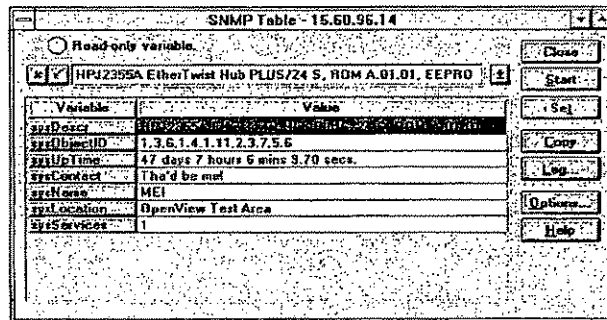 SNMP Table - 15.60.96.14
Read-only variable.
HPJ2355A EtherTwist Hub PLUS/24 S, ROM A.01.01, EEPRO
Close
Start
Set
Copy
Log...
Options...
Help
Variable Value
sysDescr
sysObjectID 1.3.6.1.4.1.11.2.3.7.5.6
sysUpTime 47 days 7 hours 6 mins 9.70 secs.
sysContact Tha'd be me!
sysName MEI
sysLocation OpenView Test Area
sysServices 1